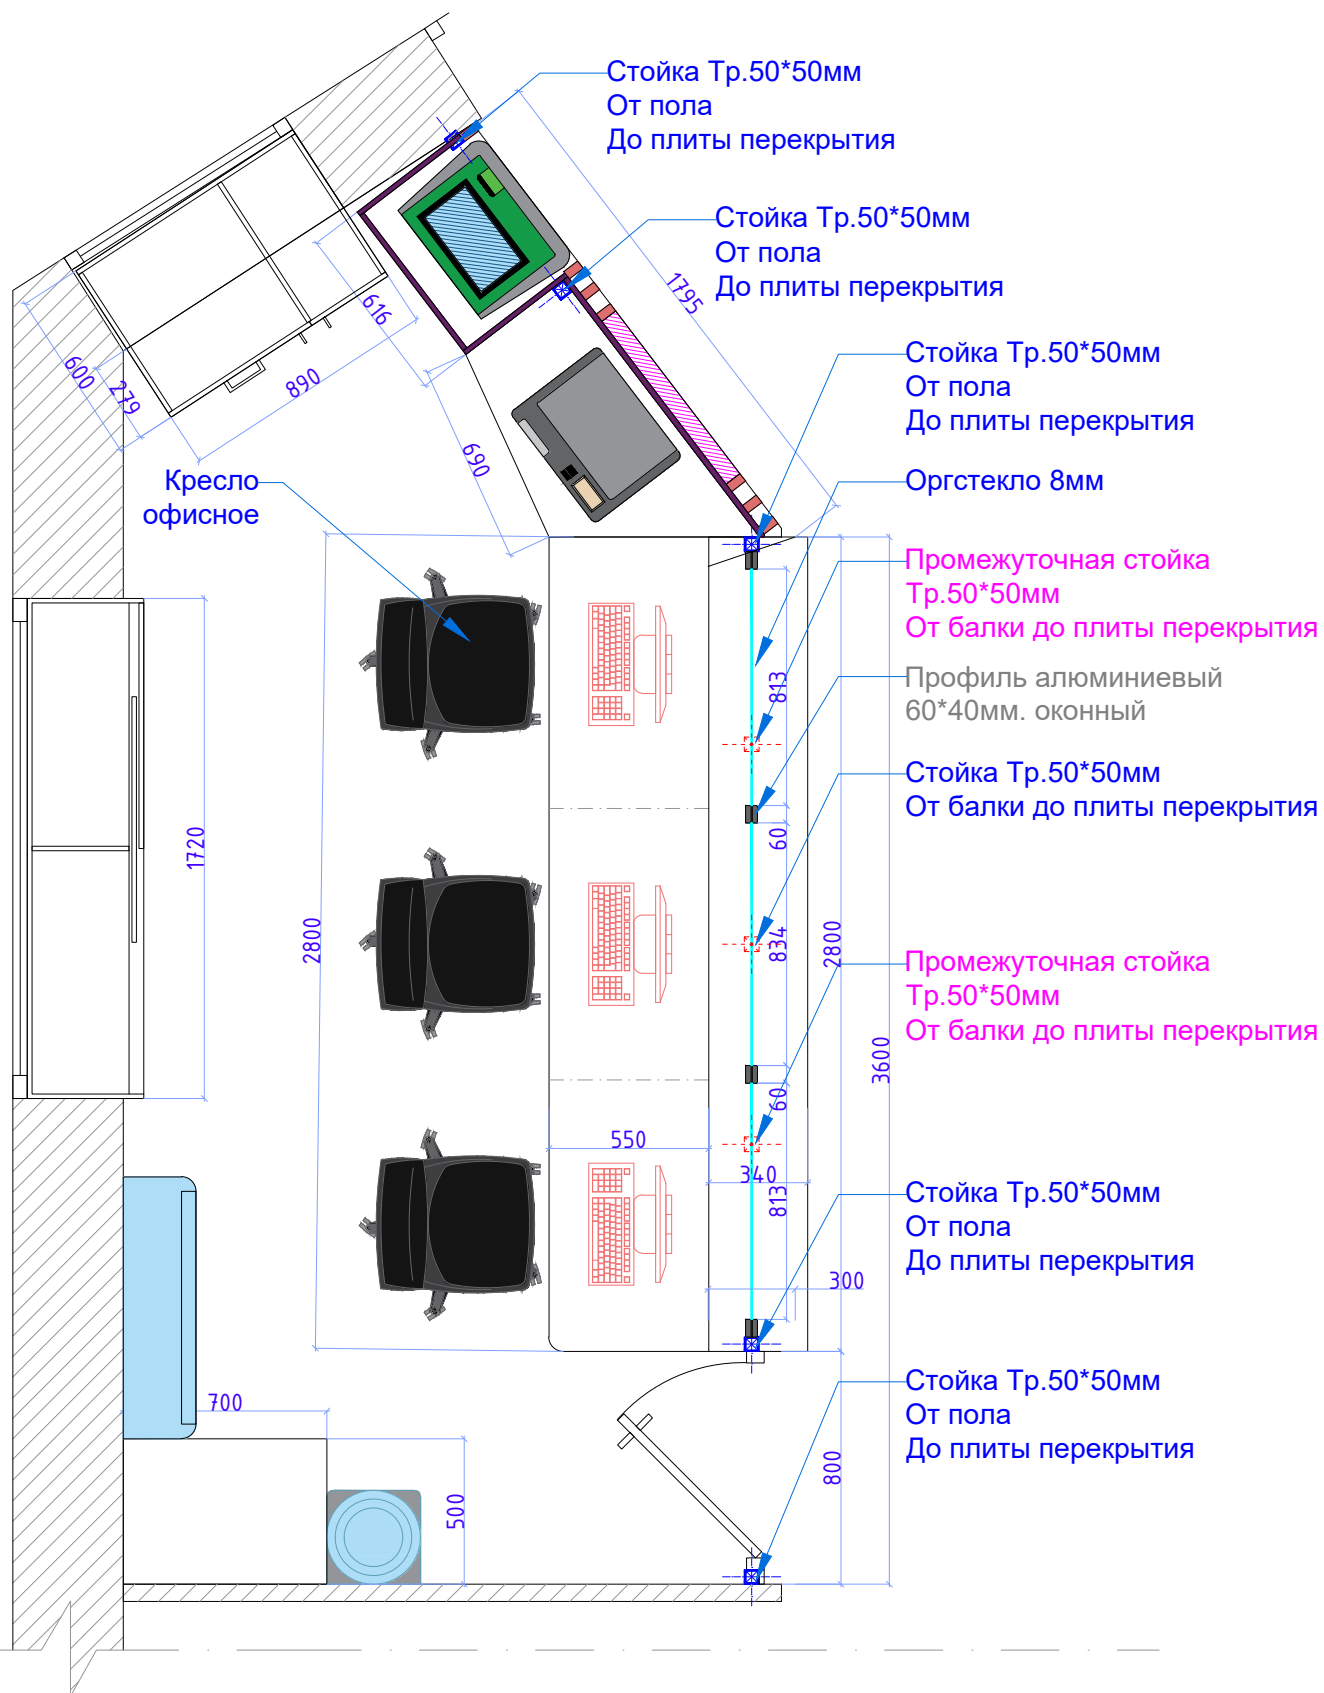 Стойка Тр.50*50мм
От пола
До плиты перекрытия
Стойка Тр.50*50мм
От пола
До плиты перекрытия
1795
616
600
279
890
690
Стойка Тр.50*50мм
От пола
До плиты перекрытия
Кресло
офисное
Оргстекло 8мм
Промежуточная стойка
Тр.50*50мм
От балки до плиты перекрытия
813
Профиль алюминиевый
60*40мм. оконный
Стойка Тр.50*50мм
От балки до плиты перекрытия
60
1720
2800
834
2800
Промежуточная стойка
Тр.50*50мм
От балки до плиты перекрытия
3600
60
550
340
813
Стойка Тр.50*50мм
От пола
До плиты перекрытия
300
Стойка Тр.50*50мм
От пола
До плиты перекрытия
700
800
500